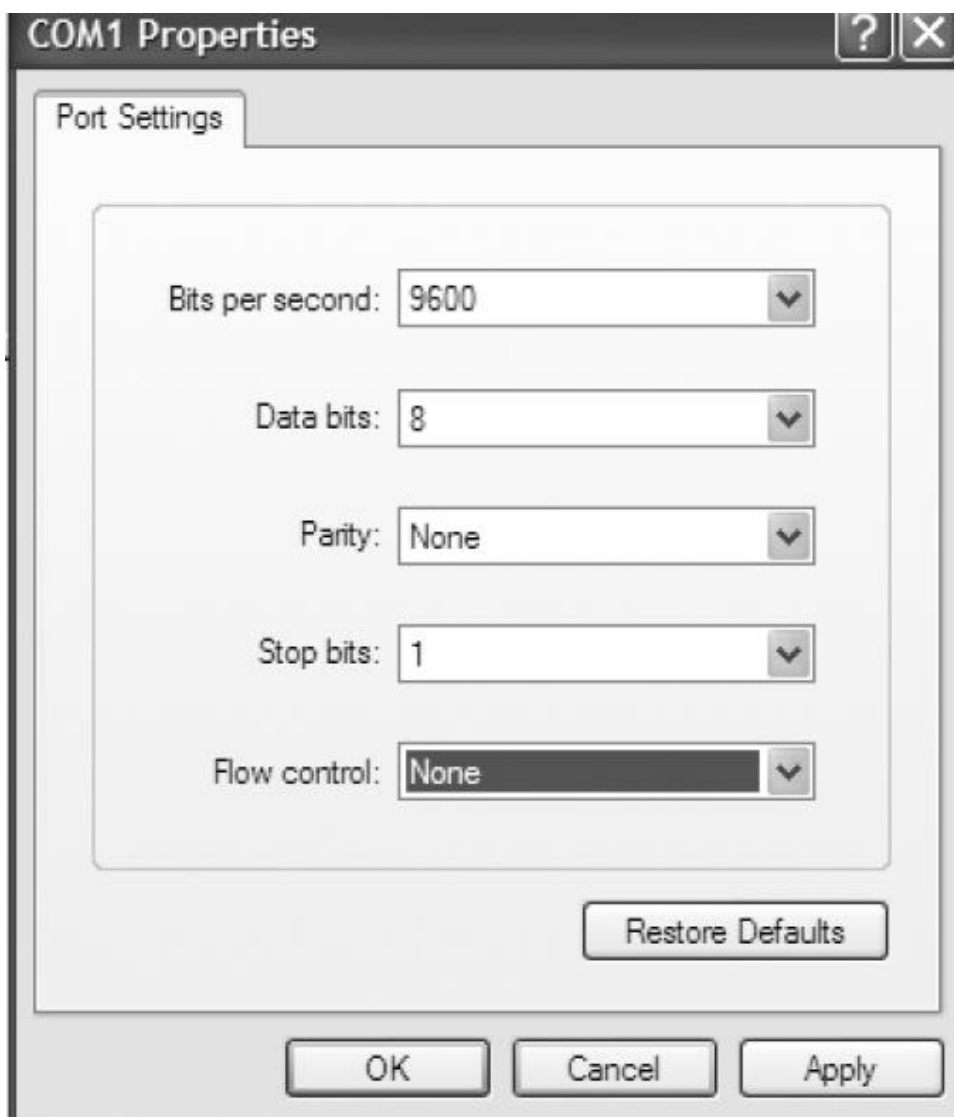 COM1 Properties
Port Settings
Bits per second: 9600
Data bits: 8
Parity: None
Stop bits: 1
Flow control: None
Restore Defaults
OK Cancel Apply